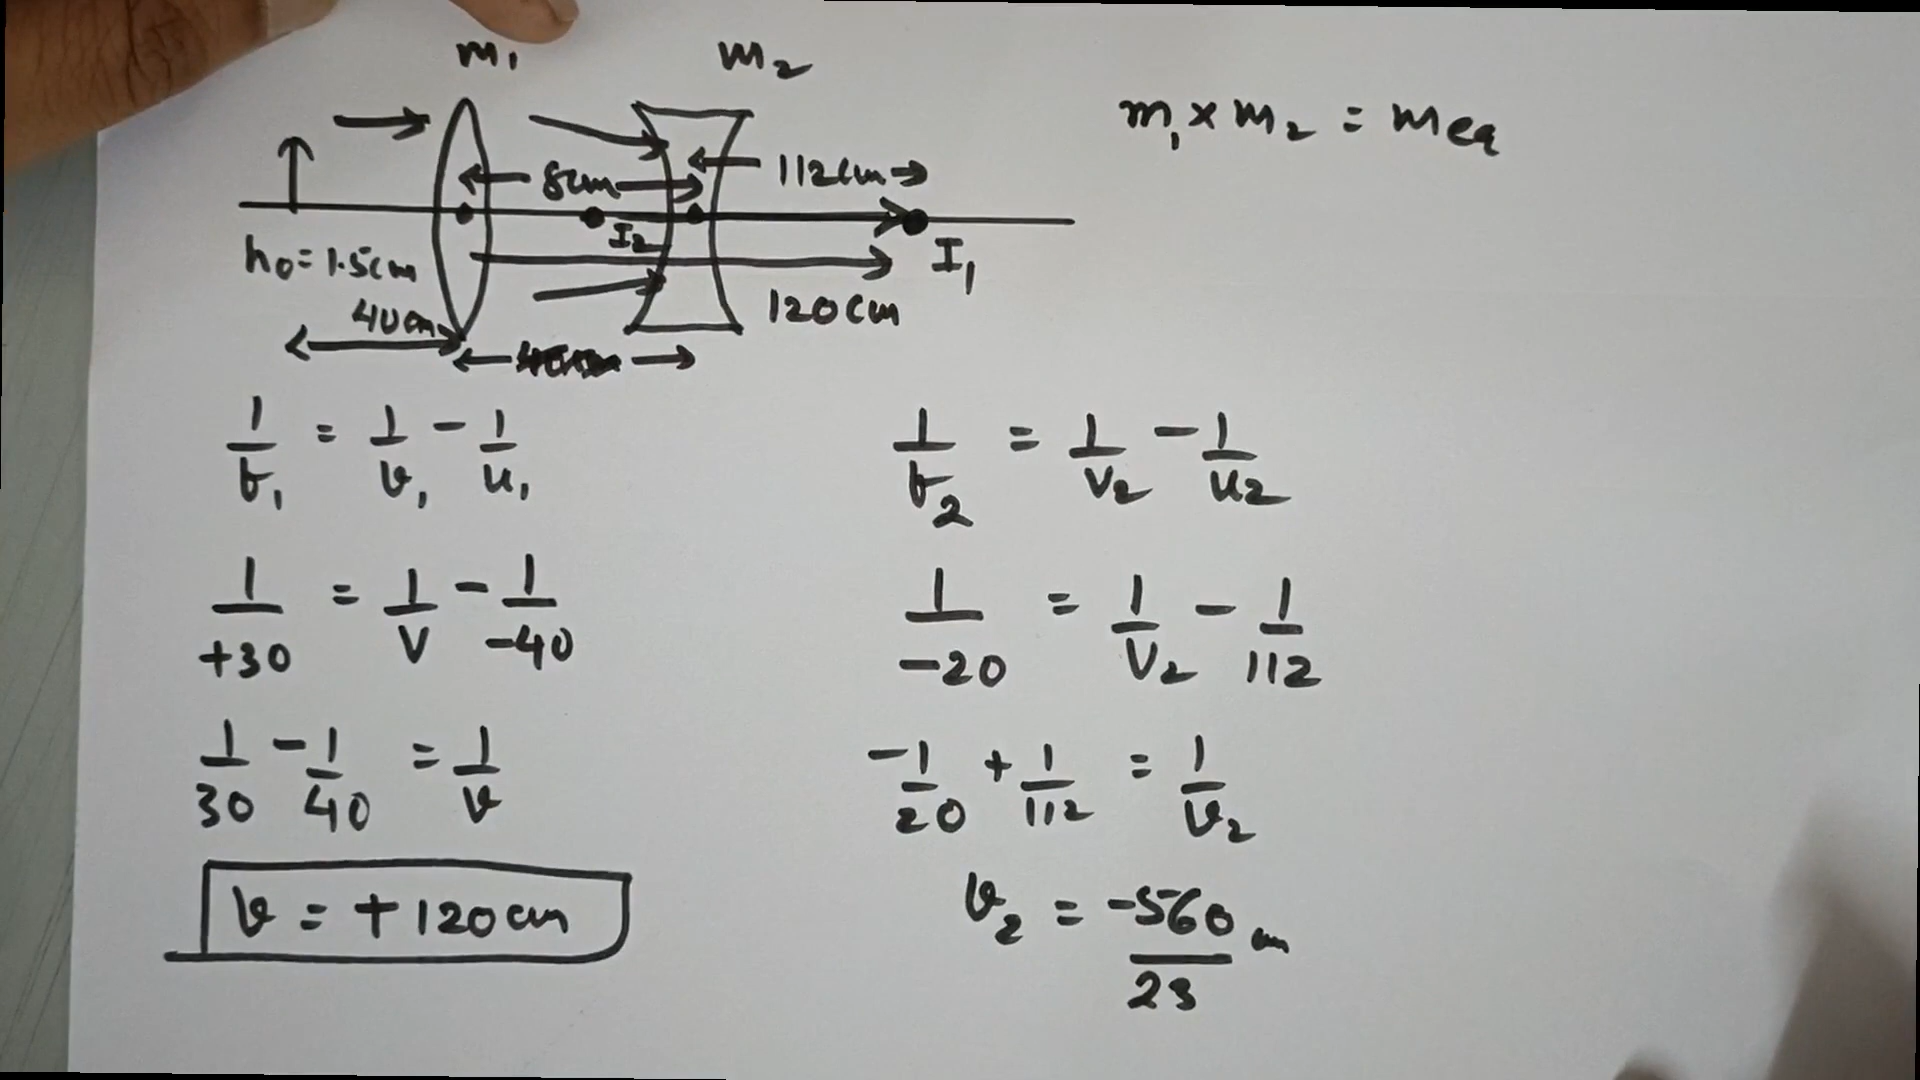 m₁ m₂
m₁ × m₂ = meq
8cm 112cm
I₂ I₁
h₀ = 1.5cm
40cm 120cm
1/f₁ = 1/v₁ - 1/u₁
1/+30 = 1/V - 1/-40
1/30 - 1/40 = 1/v
v = +120cm
1/f₂ = 1/V₂ - 1/u₂
1/-20 = 1/V₂ - 1/112
-1/20 + 1/112 = 1/v₂
v₂ = -560/23 cm